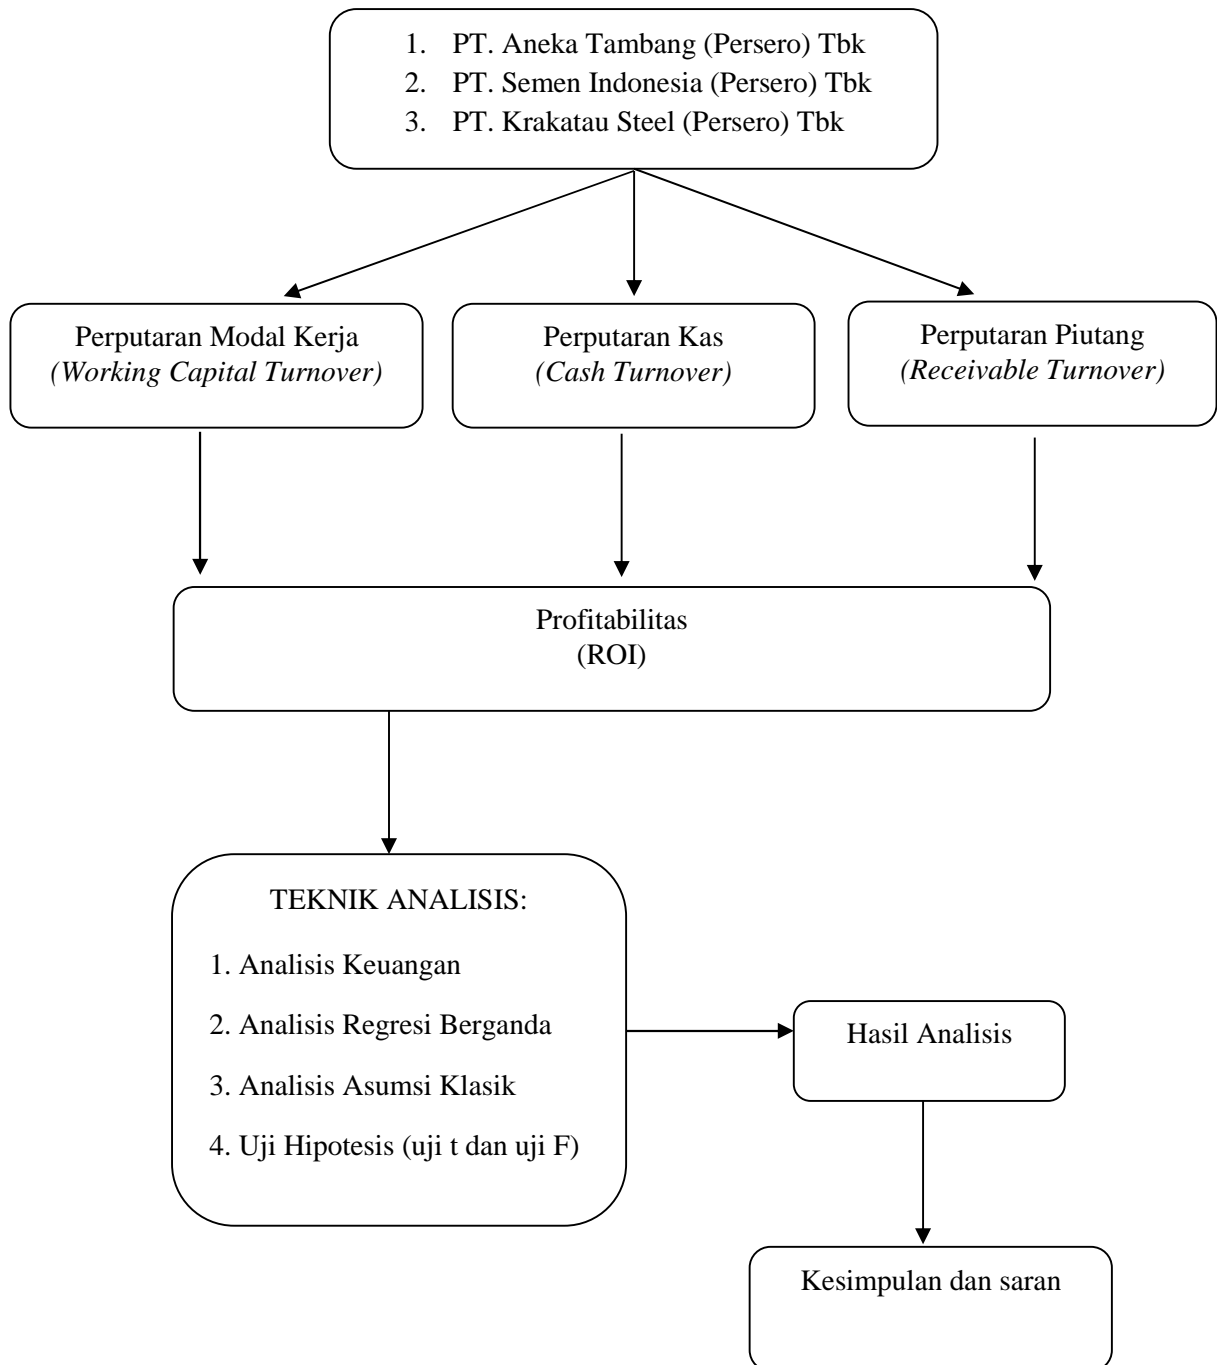 1. PT. Aneka Tambang (Persero) Tbk
2. PT. Semen Indonesia (Persero) Tbk
3. PT. Krakatau Steel (Persero) Tbk
Perputaran Modal Kerja
(Working Capital Turnover)
Perputaran Kas
(Cash Turnover)
Perputaran Piutang
(Receivable Turnover)
Profitabilitas
(ROI)
TEKNIK ANALISIS:
1. Analisis Keuangan
2. Analisis Regresi Berganda
3. Analisis Asumsi Klasik
4. Uji Hipotesis (uji t dan uji F)
Hasil Analisis
Kesimpulan dan saran